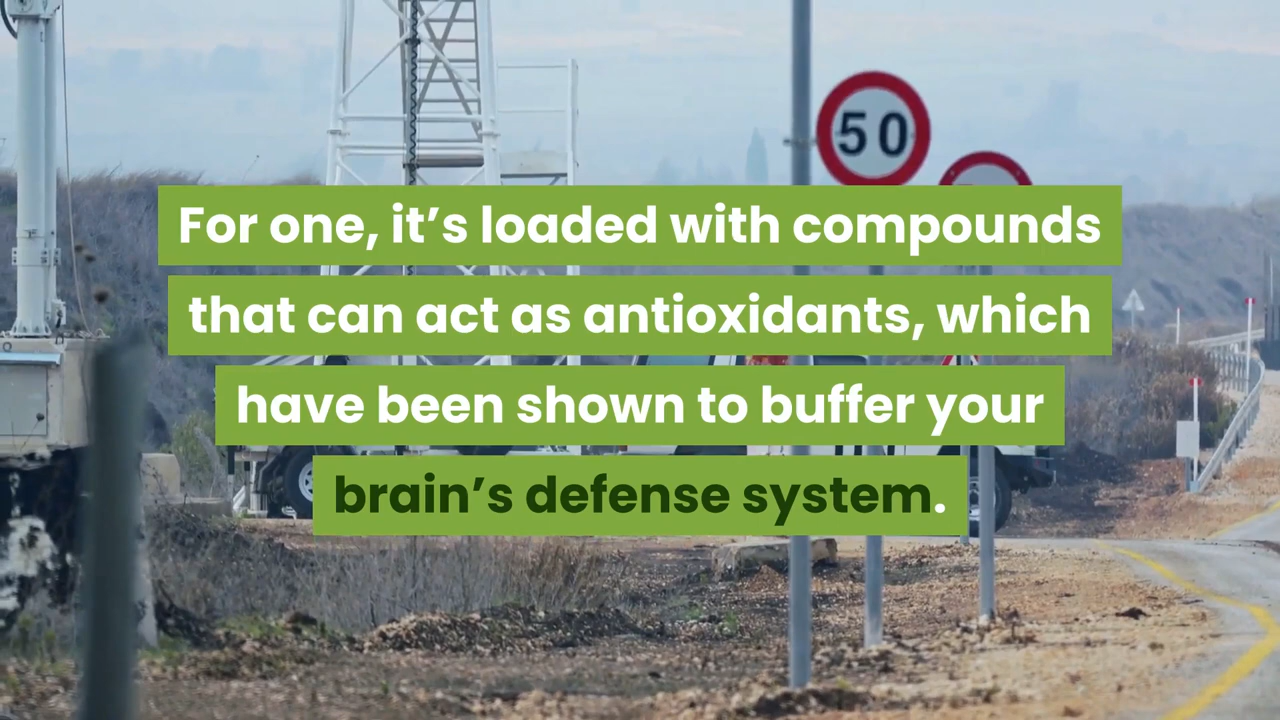 50
For one, it’s loaded with compounds
that can act as antioxidants, which
have been shown to buffer your
brain’s defense system.